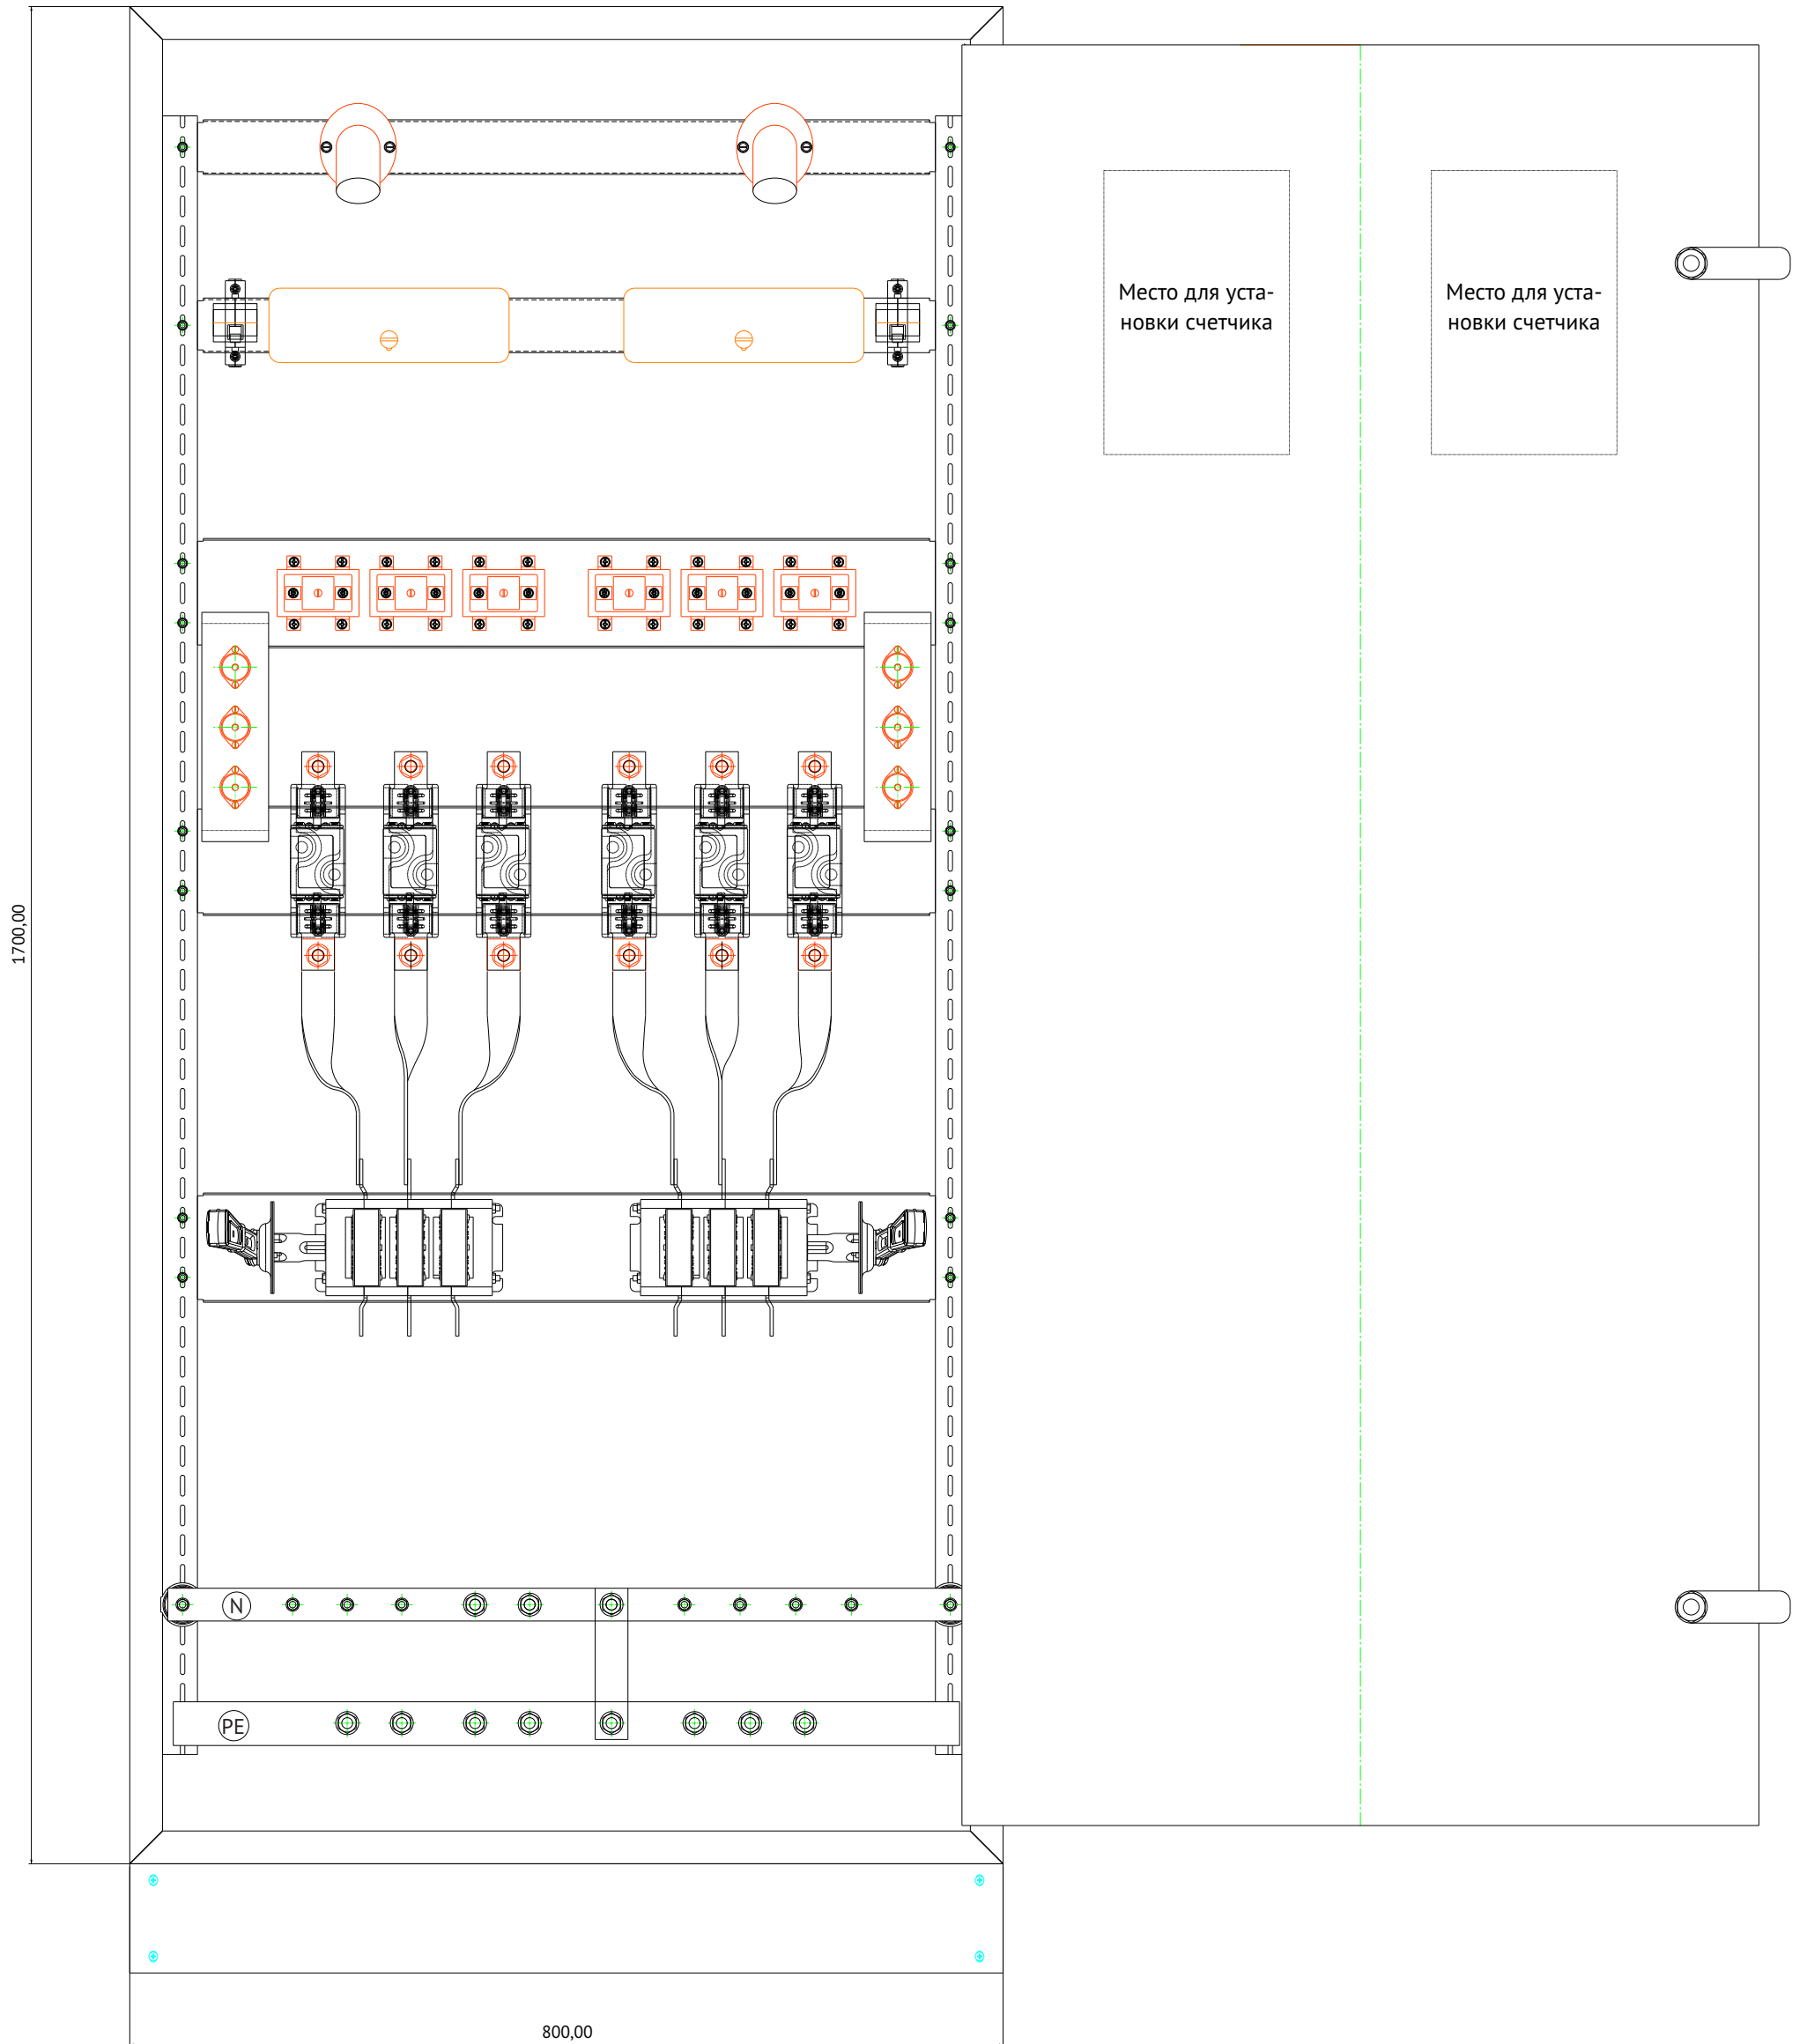 Место для уста-
новки счетчика
Место для уста-
новки счетчика
1700,00
N
PE
800,00